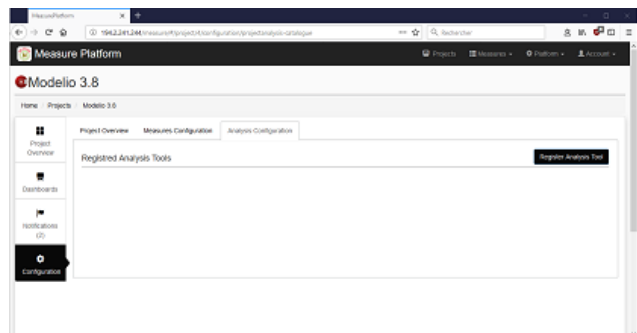 MeasurePlatform
Rechercher
Measure Platform
Projects
Measures
Platform
Account
Modelio 3.8
Home
Projects
Modelio 3.8
Project Overview
Measures Configuration
Analysis Configuration
Project
Overview
Registred Analysis Tools
Register Analysis Tool
Dashboards
Notifications
(2)
Configuration